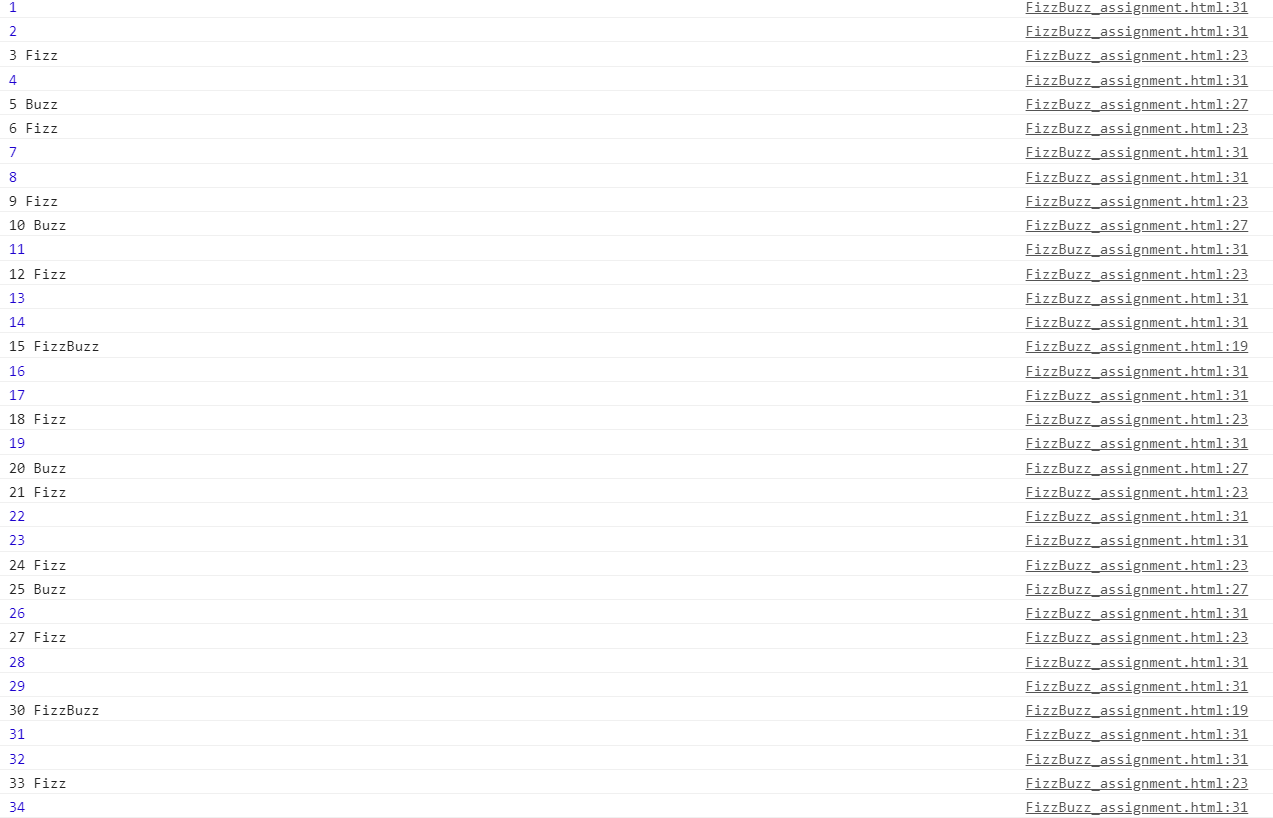 1 FizzBuzz_assignment.html:31
2 FizzBuzz_assignment.html:31
3 Fizz FizzBuzz_assignment.html:23
4 FizzBuzz_assignment.html:31
5 Buzz FizzBuzz_assignment.html:27
6 Fizz FizzBuzz_assignment.html:23
7 FizzBuzz_assignment.html:31
8 FizzBuzz_assignment.html:31
9 Fizz FizzBuzz_assignment.html:23
10 Buzz FizzBuzz_assignment.html:27
11 FizzBuzz_assignment.html:31
12 Fizz FizzBuzz_assignment.html:23
13 FizzBuzz_assignment.html:31
14 FizzBuzz_assignment.html:31
15 FizzBuzz FizzBuzz_assignment.html:19
16 FizzBuzz_assignment.html:31
17 FizzBuzz_assignment.html:31
18 Fizz FizzBuzz_assignment.html:23
19 FizzBuzz_assignment.html:31
20 Buzz FizzBuzz_assignment.html:27
21 Fizz FizzBuzz_assignment.html:23
22 FizzBuzz_assignment.html:31
23 FizzBuzz_assignment.html:31
24 Fizz FizzBuzz_assignment.html:23
25 Buzz FizzBuzz_assignment.html:27
26 FizzBuzz_assignment.html:31
27 Fizz FizzBuzz_assignment.html:23
28 FizzBuzz_assignment.html:31
29 FizzBuzz_assignment.html:31
30 FizzBuzz FizzBuzz_assignment.html:19
31 FizzBuzz_assignment.html:31
32 FizzBuzz_assignment.html:31
33 Fizz FizzBuzz_assignment.html:23
34 FizzBuzz_assignment.html:31